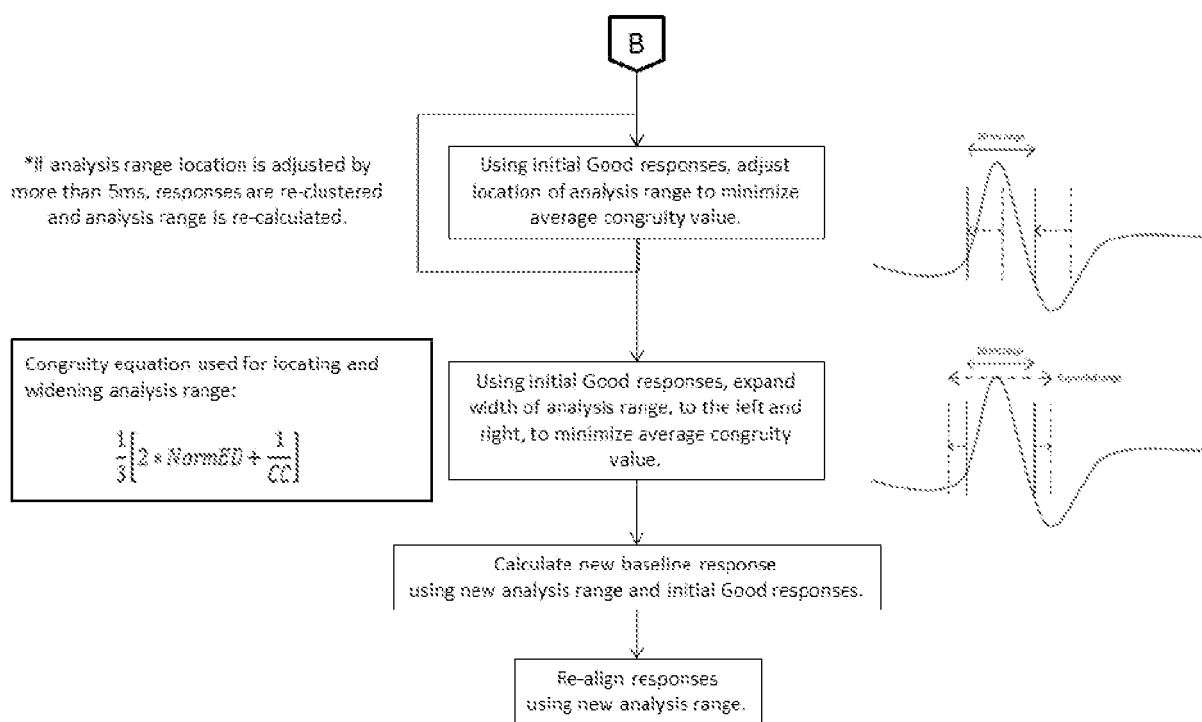 B
*If analysis range location is adjusted by
more than 5ms, responses are re-clustered
and analysis range is re-calculated.
Using initial Good responses, adjust
location of analysis range to minimize
average congruity value.
Congruity equation used for locating and
widening analysis range:
1/3[2 * NormED + 1/CC]
Using initial Good responses, expand
width of analysis range, to the left and
right, to minimize average congruity
value.
Calculate new baseline response
using new analysis range and initial Good responses.
Re-align responses
using new analysis range.